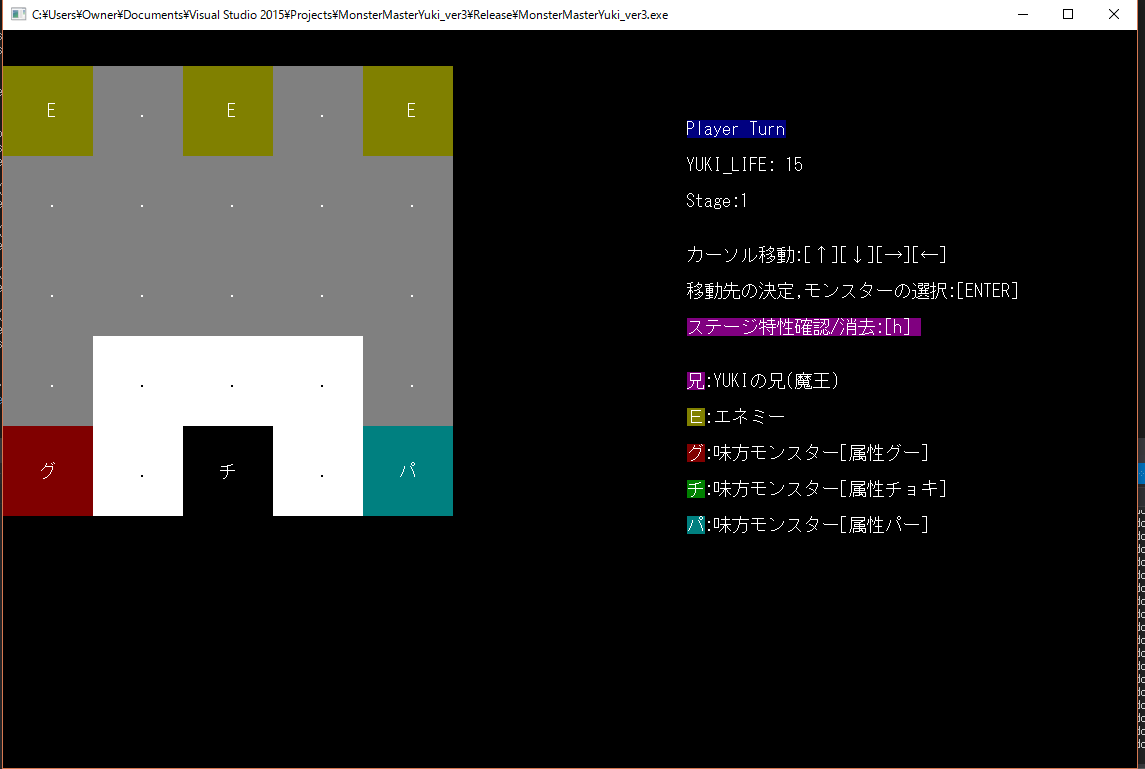 C:¥Users¥Owner¥Documents¥Visual Studio 2015¥Projects¥MonsterMasterYuki_ver3¥Release¥MonsterMasterYuki_ver3.exe
E . E . E
. . . . .
. . . . .
. . . . .
グ . チ . パ
Player Turn
YUKI_LIFE: 15
Stage:1
カーソル移動:[↑][↓][→][←]
移動先の決定,モンスターの選択:[ENTER]
ステージ特性確認/消去:[h]
兄:YUKIの兄(魔王)
E:エネミー
グ:味方モンスター[属性グー]
チ:味方モンスター[属性チョキ]
パ:味方モンスター[属性パー]